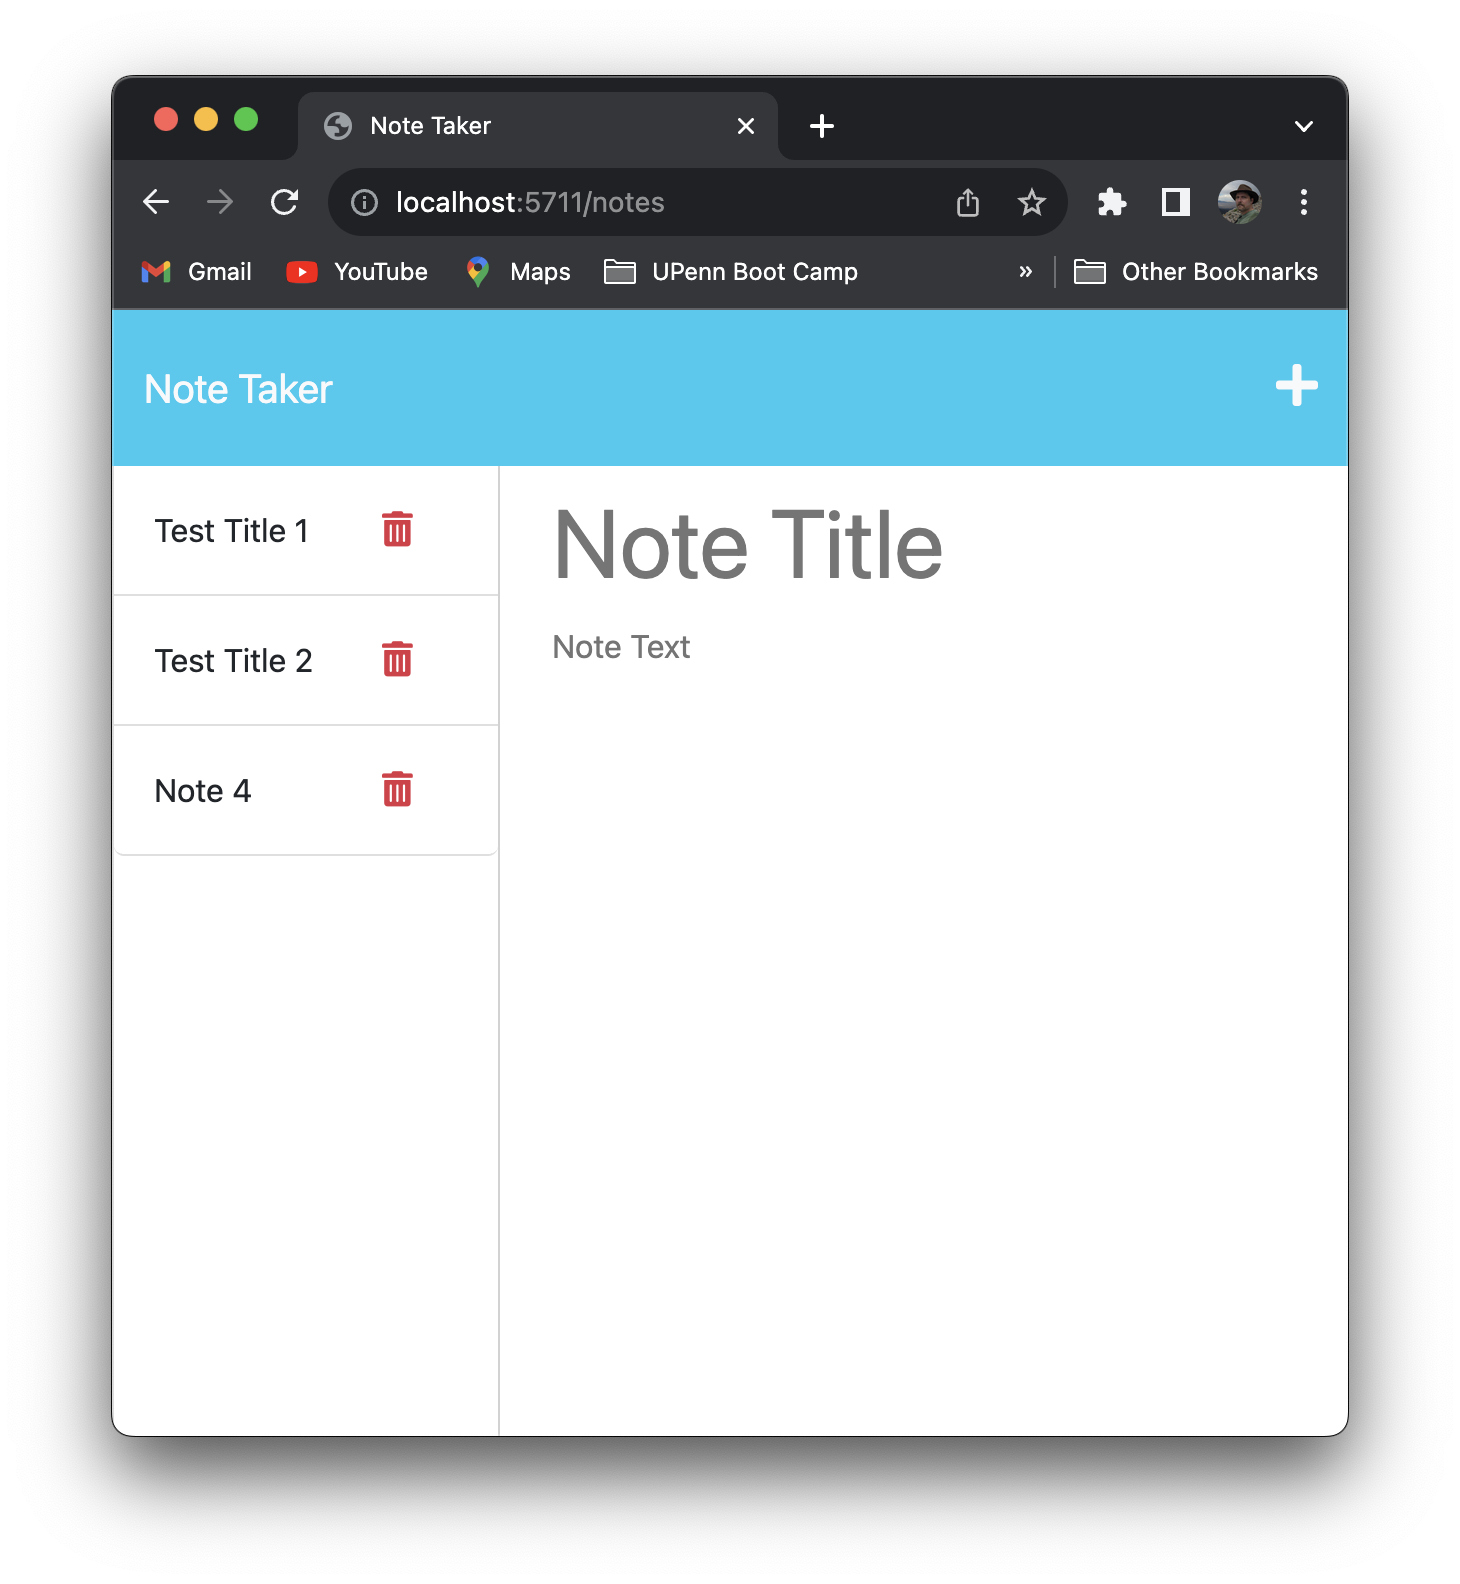 Note Taker
localhost:5711/notes
Gmail YouTube Maps UPenn Boot Camp » Other Bookmarks
Note Taker
Test Title 1
Test Title 2
Note 4
Note Title
Note Text